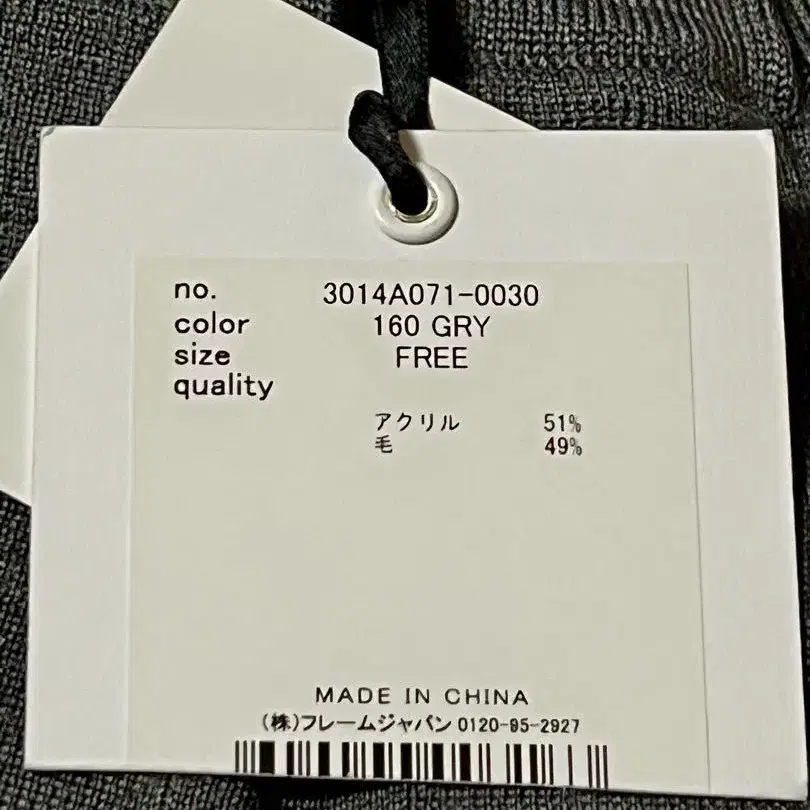 no. 3014A071-0030
color 160 GRY
size FREE
quality
アクリル 51%
毛 49%
MADE IN CHINA
(株)フレームジャパン 0120-95-2927